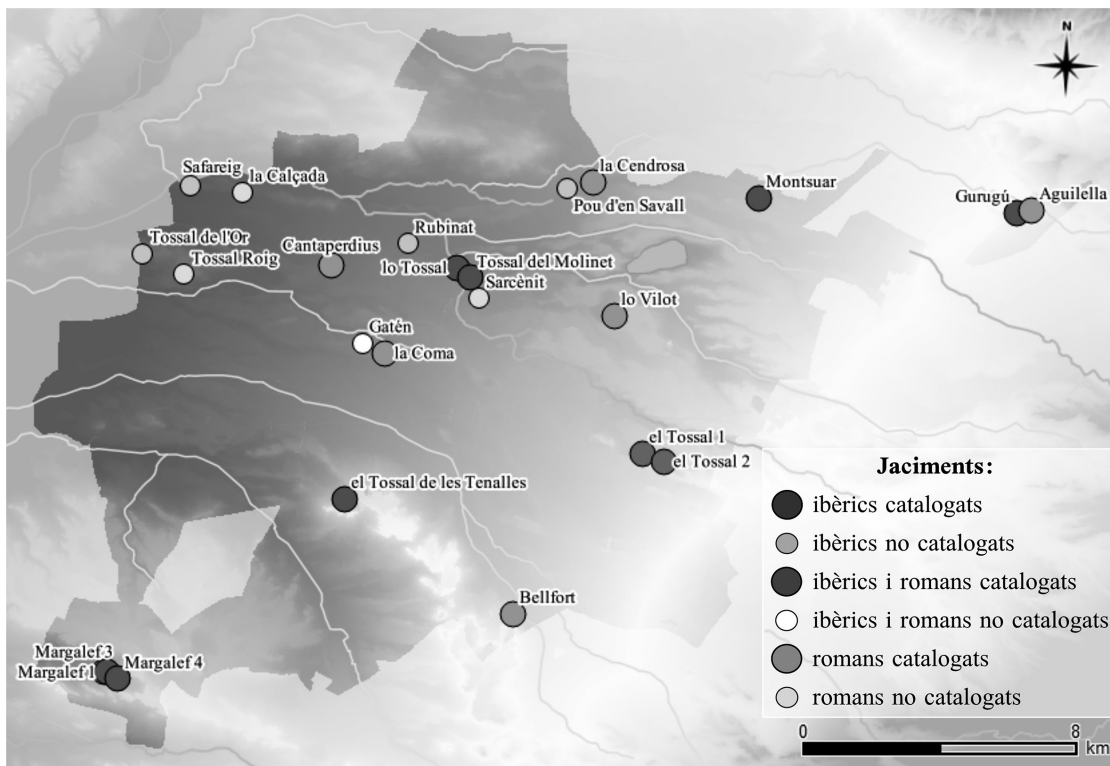 N
Safareig
la Calçada
la Cendrosa
Pou d'en Savall
Montsuar
Gurugú
Aguilella
Tossal de l'Or
Tossal Roig
Cantaperdius
Rubinat
lo Tossal
Tossal del Molinet
Sarcènit
lo Vilot
Gatén
la Coma
el Tossal 1
el Tossal 2
el Tossal de les Tenalles
Bellfort
Margalef 3
Margalef 1
Margalef 4
Jaciments:
ibèrics catalogats
ibèrics no catalogats
ibèrics i romans catalogats
ibèrics i romans no catalogats
romans catalogats
romans no catalogats
0 8
km